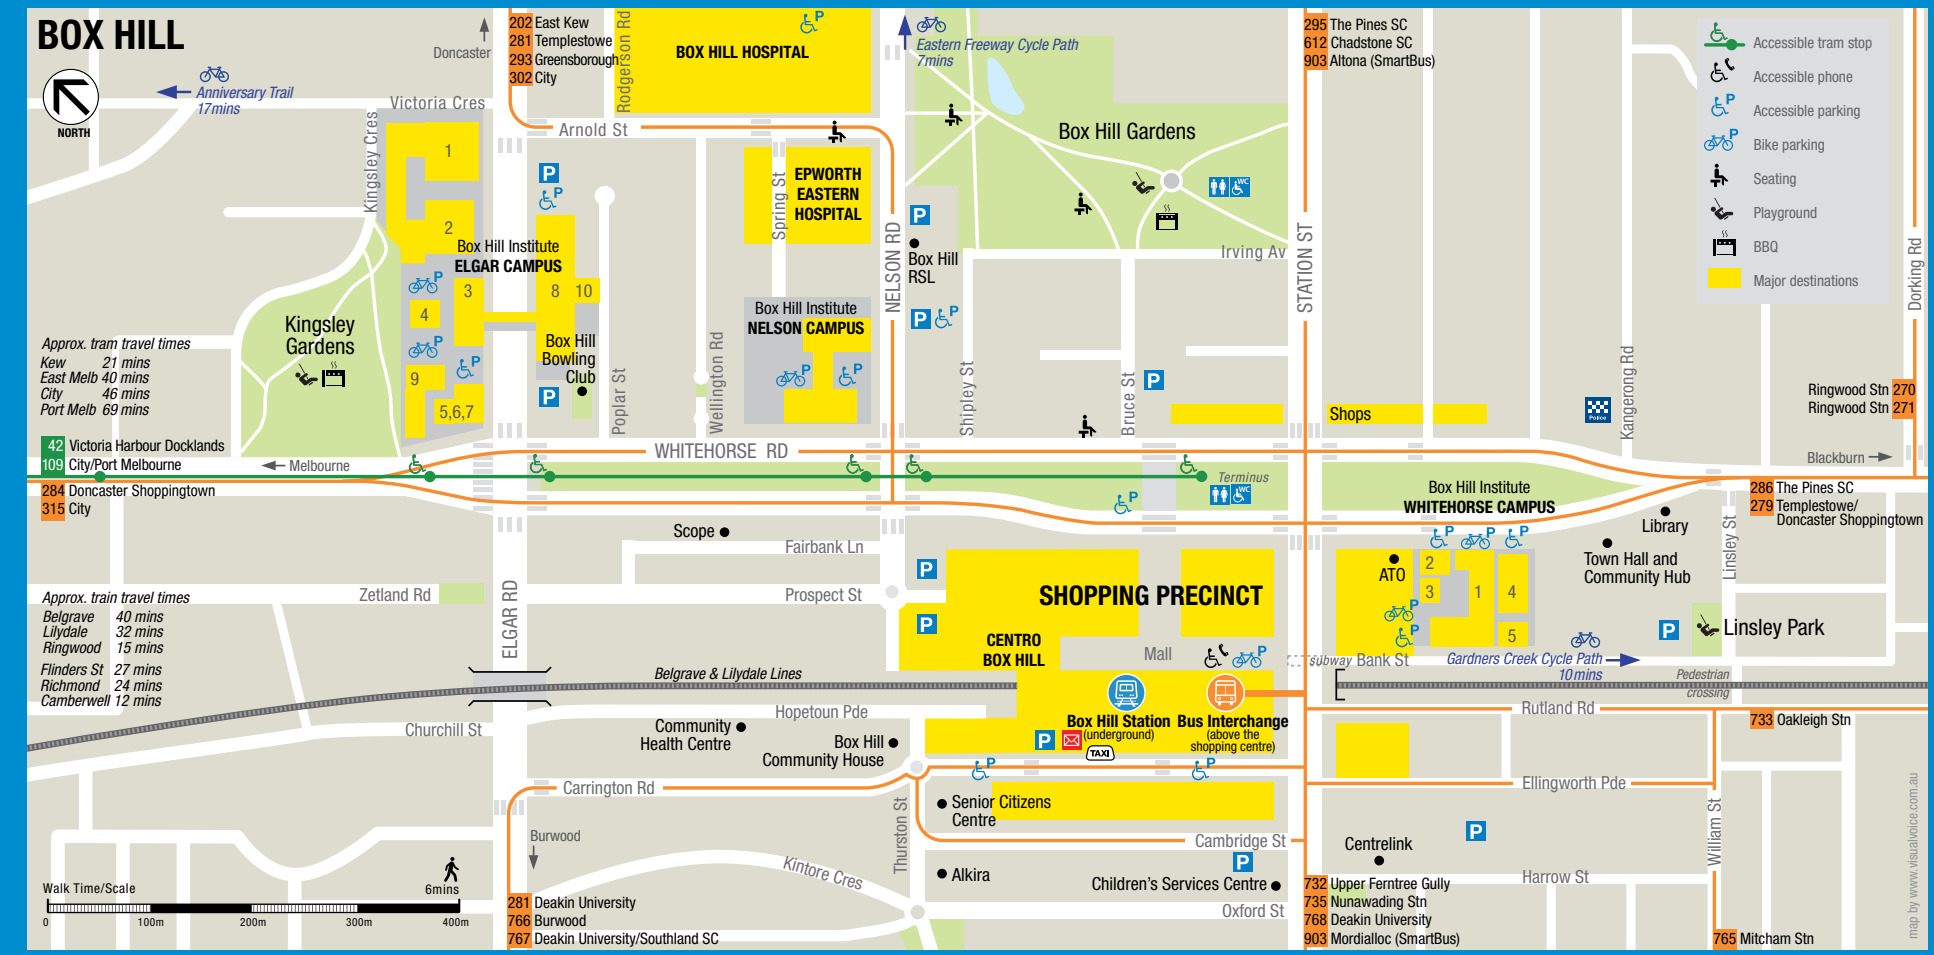 BOX HILL
NORTH
Doncaster
Anniversary Trail
17mins
Victoria Cres
Kingsley Cres
202 East Kew
281 Templestowe
293 Greensborough
302 City
Rodgerson Rd
BOX HILL HOSPITAL
P
Arnold St
Eastern Freeway Cycle Path
7mins
295 The Pines SC
612 Chadstone SC
903 Altona (SmartBus)
Accessible tram stop
Accessible phone
P Accessible parking
P Bike parking
Seating
Playground
BBQ
Major destinations
Dorking Rd
Box Hill Gardens
WC
Irving Av
STATION ST
NELSON RD
P
Box Hill
RSL
P P
EPWORTH
EASTERN
HOSPITAL
Spring St
1
2
Box Hill Institute
ELGAR CAMPUS
P
P
P
3
4
8
10
P
P
9
5,6,7
Box Hill
Bowling
Club
P
Poplar St
Wellington Rd
Box Hill Institute
NELSON CAMPUS
P P
Shipley St
Bruce St
P
Shops
Police
Kangerong Rd
Ringwood Stn 270
Ringwood Stn 271
Kingsley
Gardens
Approx. tram travel times
Kew 21 mins
East Melb 40 mins
City 46 mins
Port Melb 69 mins
42 Victoria Harbour Docklands
109 City/Port Melbourne
Melbourne
284 Doncaster Shoppingtown
315 City
WHITEHORSE RD
Terminus
WC
P
Blackburn
286 The Pines SC
279 Templestowe/
Doncaster Shoppingtown
Box Hill Institute
WHITEHORSE CAMPUS
Library
Town Hall and
Community Hub
Linsley St
Linsley Park
P
P P P
ATO
2
3
1
4
5
P
P
Scope
Fairbank Ln
Prospect St
Zetland Rd
ELGAR RD
P
P
SHOPPING PRECINCT
CENTRO
BOX HILL
Mall
P
subway Bank St
Gardners Creek Cycle Path
10mins
Pedestrian
crossing
Approx. train travel times
Belgrave 40 mins
Lilydale 32 mins
Ringwood 15 mins
Flinders St 27 mins
Richmond 24 mins
Camberwell 12 mins
Belgrave & Lilydale Lines
Hopetoun Pde
Churchill St
Community
Health Centre
Box Hill
Community House
Box Hill Station
(underground)
Bus Interchange
(above the
shopping centre)
P
TAXI
P
P
Rutland Rd
733 Oakleigh Stn
Ellingworth Pde
William St
Carrington Rd
Thurston St
Senior Citizens
Centre
Cambridge St
Alkira
P
Children's Services Centre
Oxford St
Kintore Cres
Burwood
281 Deakin University
766 Burwood
767 Deakin University/Southland SC
Centrelink
P
Harrow St
732 Upper Ferntree Gully
735 Nunawading Stn
768 Deakin University
903 Mordialloc (SmartBus)
765 Mitcham Stn
Walk Time/Scale
6mins
0 100m 200m 300m 400m
map by www.visualvoice.com.au